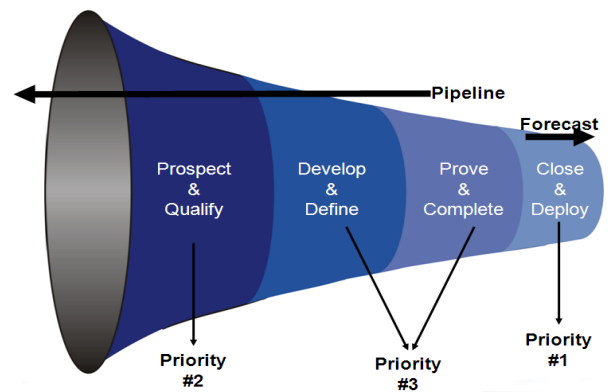 Pipeline
Forecast
Prospect
&
Qualify
Develop
&
Define
Prove
&
Complete
Close
&
Deploy
Priority
#2
Priority
#3
Priority
#1